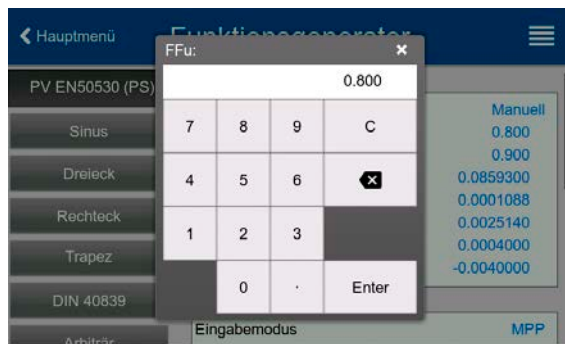 Hauptmenü
Funktionsgenerator
FFu:
0.800
PV EN50530 (PS)
Sinus
Dreieck
Rechteck
Trapez
DIN 40839
Arbiträr
7 8 9 C
4 5 6
1 2 3
0 . Enter
Manuell
0.800
0.900
0.0859300
0.0001088
0.0025140
0.0004000
-0.0040000
Eingabemodus MPP